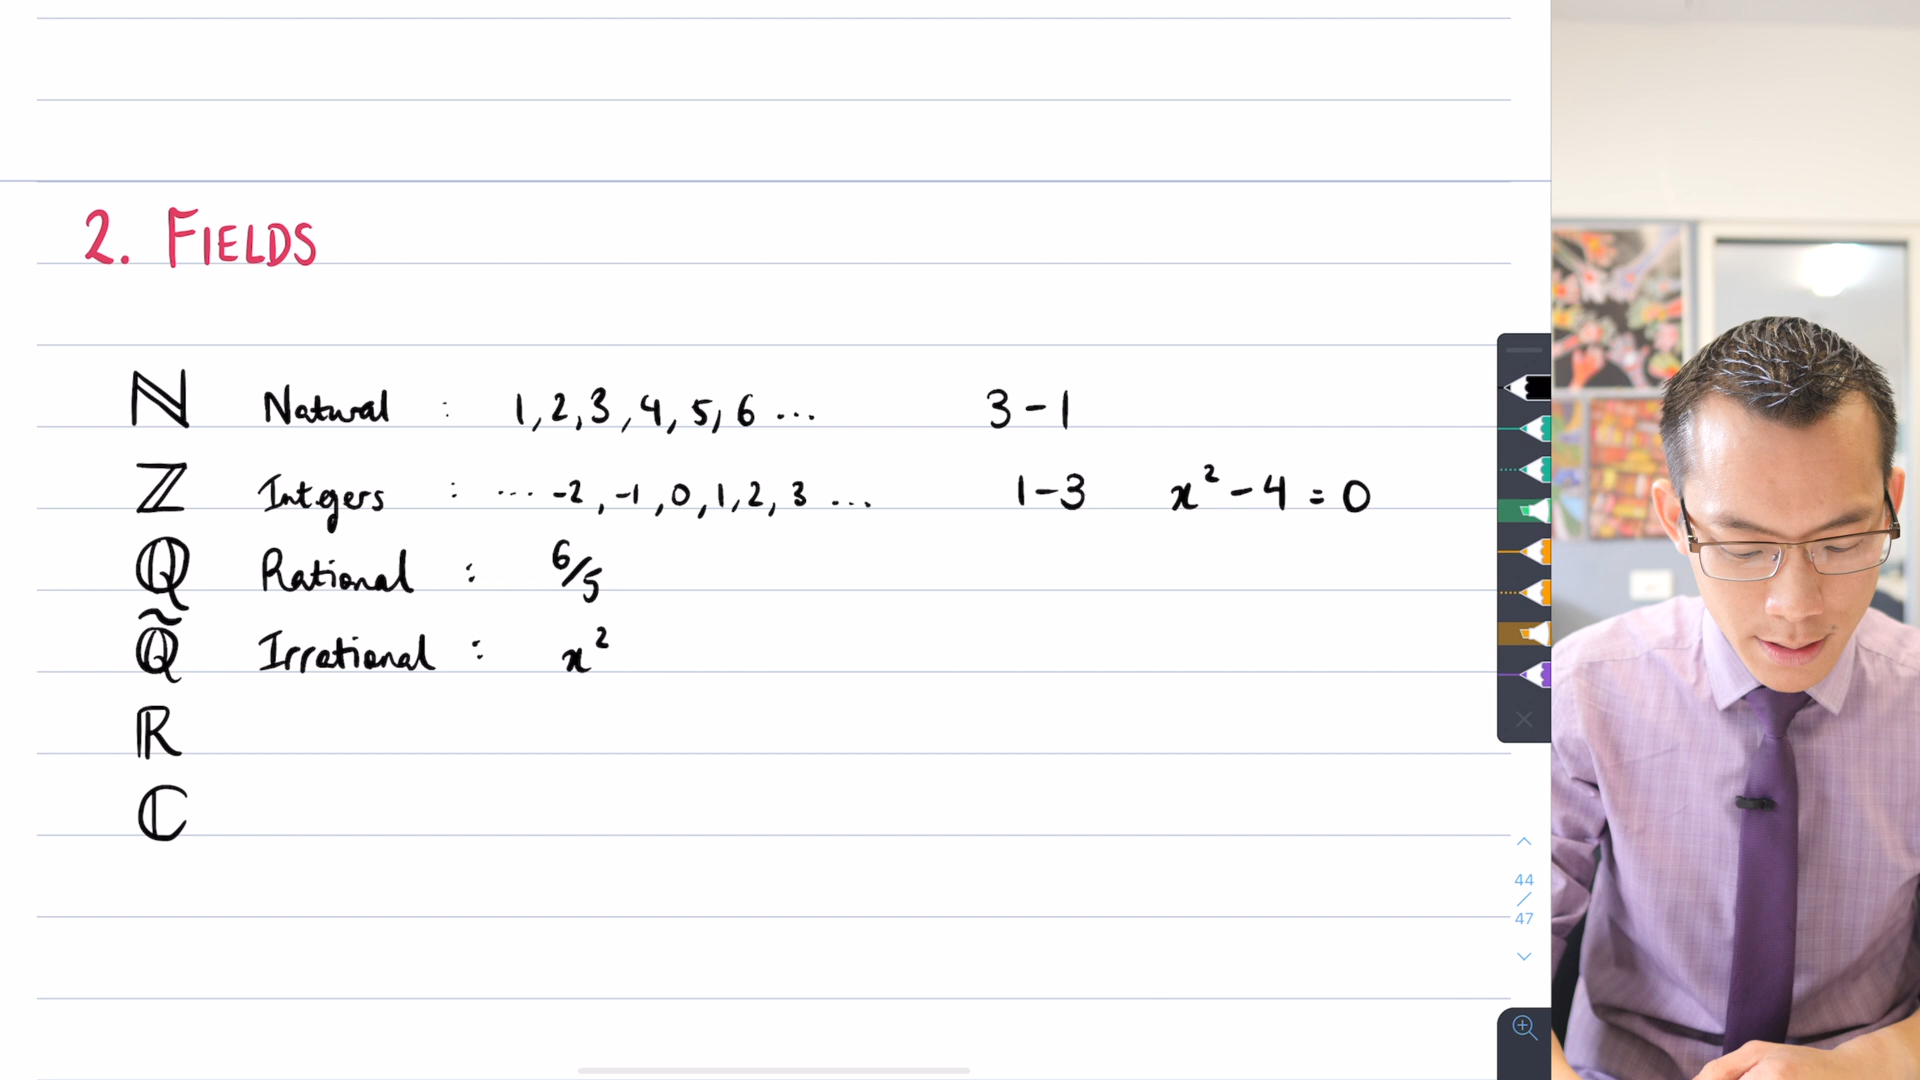 2. FIELDS
ℕ Natural : 1, 2, 3, 4, 5, 6 ... 3 - 1
ℤ Integers : ... -2, -1, 0, 1, 2, 3 ... 1 - 3 x² - 4 = 0
ℚ Rational : 6/5
ℚ̃ Irrational : x²
ℝ
ℂ
44
/
47